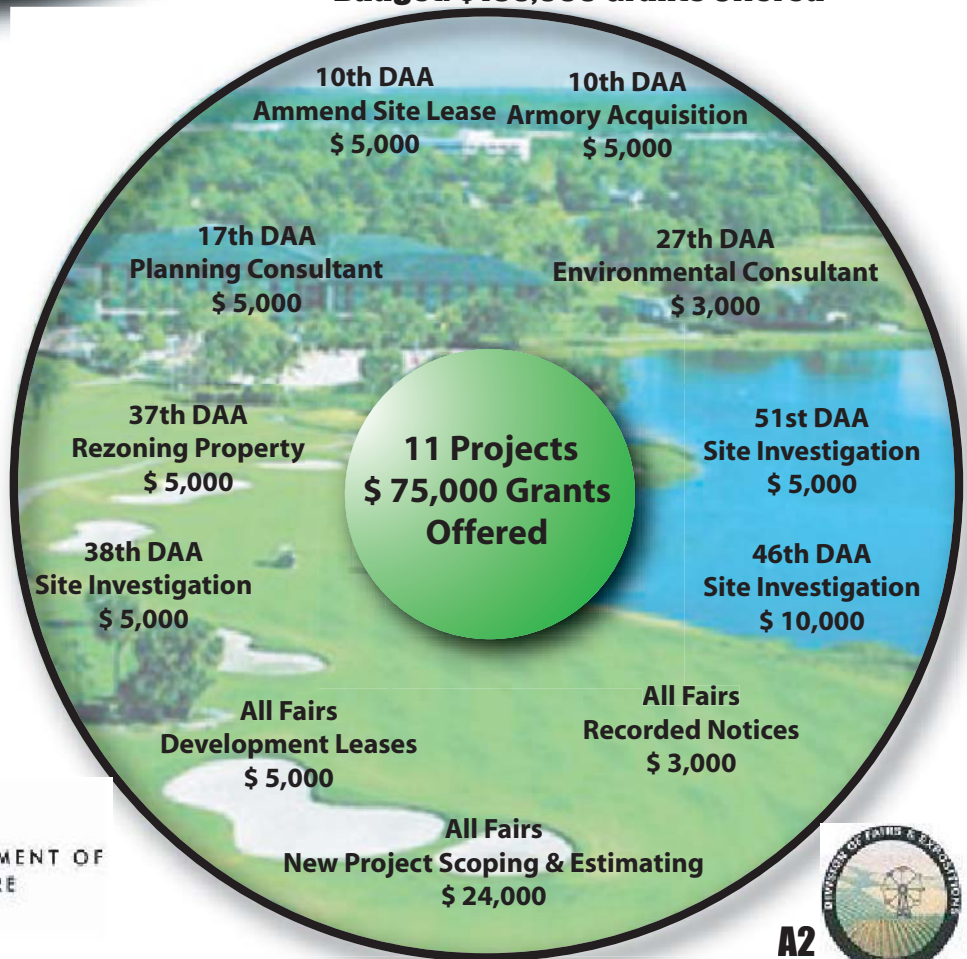 10th DAA
Ammend Site Lease
$ 5,000
10th DAA
Armory Acquisition
$ 5,000
17th DAA
Planning Consultant
$ 5,000
27th DAA
Environmental Consultant
$ 3,000
37th DAA
Rezoning Property
$ 5,000
11 Projects
$ 75,000 Grants
Offered
51st DAA
Site Investigation
$ 5,000
38th DAA
Site Investigation
$ 5,000
46th DAA
Site Investigation
$ 10,000
All Fairs
Development Leases
$ 5,000
All Fairs
Recorded Notices
$ 3,000
All Fairs
New Project Scoping & Estimating
$ 24,000
MENT OF
RE
DIVISION OF FAIRS & EXPOSITIONS
A2